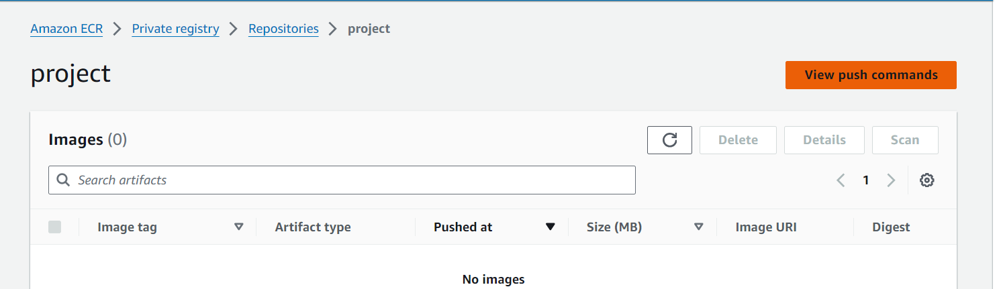 Amazon ECR > Private registry > Repositories > project
project
View push commands
Images (0)
Delete Details Scan
Search artifacts
1
Image tag Artifact type Pushed at Size (MB) Image URI Digest
No images